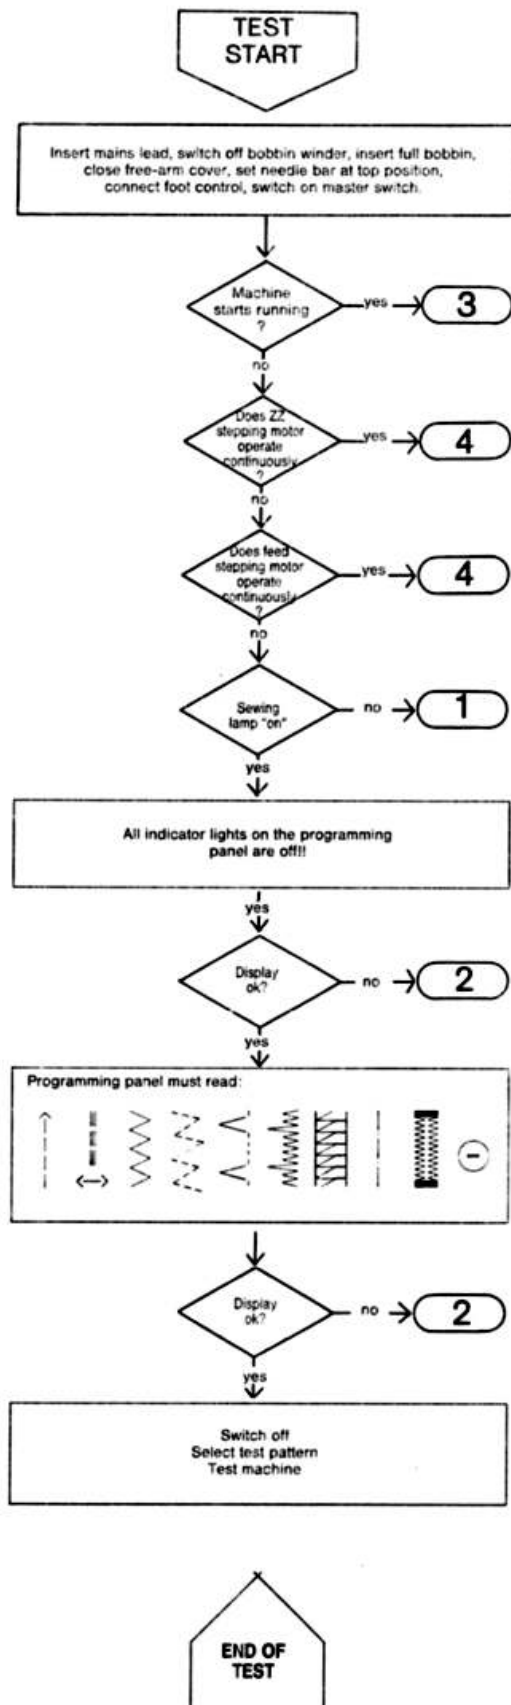 TEST
START
Insert mains lead, switch off bobbin winder, insert full bobbin,
close free-arm cover, set needle bar at top position,
connect foot control, switch on master switch.
Machine
starts running
?
yes
3
no
Does ZZ
stepping motor
operate
continuously
?
yes
4
no
Does feed
stepping motor
operate
continuously
?
yes
4
no
Sewing
lamp "on"
no
1
yes
All indicator lights on the programming
panel are off!!
yes
Display
ok?
no
2
yes
Programming panel must read:
Display
ok?
no
2
yes
Switch off
Select test pattern
Test machine
END OF
TEST